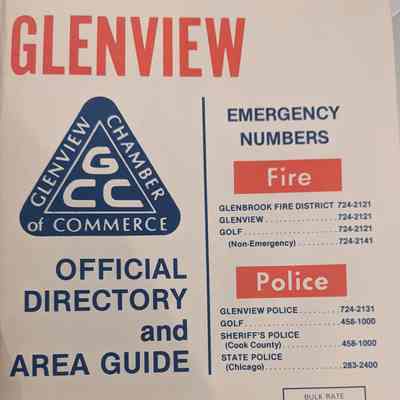 GLENVIEW
GLENVIEW CHAMBER
GCC
of COMMERCE
OFFICIAL
DIRECTORY
and
AREA GUIDE
EMERGENCY
NUMBERS
Fire
GLENBROOK FIRE DISTRICT 724-2121
GLENVIEW..................724-2121
GOLF......................724-2121
(Non-Emergency)..........724-2141
Police
GLENVIEW POLICE........724-2131
GOLF.....................458-1000
SHERIFF'S POLICE
(Cook County)............458-1000
STATE POLICE
(Chicago).................283-2400
BULK RATE